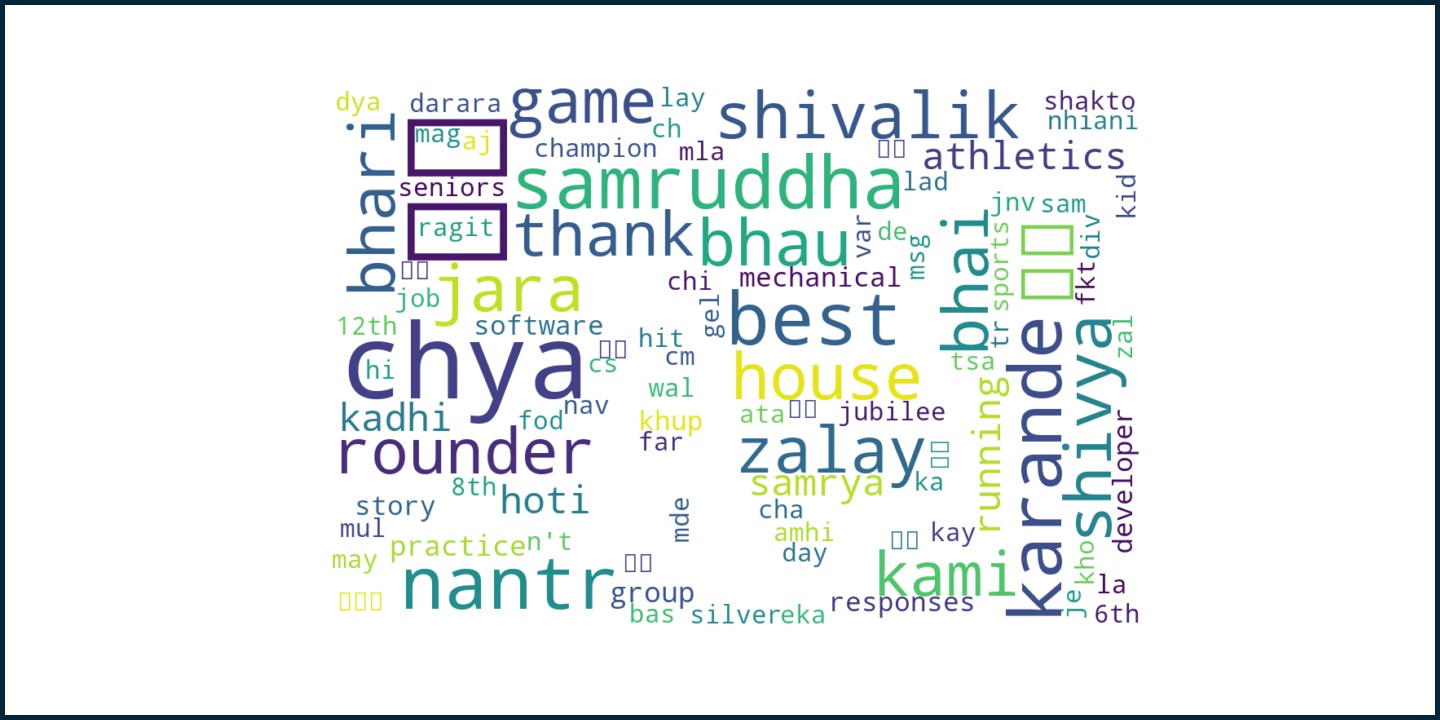 dya
darara
game
lay
ch
shivalik
shakto
nhiani
bhari
mag
aj
champion
mla
athletics
seniors
samruddha
lad
kid
jnv
sam
ragit
thank
bhau
var
de
msg
bhai
sports
div
fkt
jara
job
chi
mechanical
12th
software
gel
best
tr
zal
chya
hi
cs
hit
cm
wal
house
tsa
karande
shivya
kadhi
fod
nav
khup
far
ata
jubilee
running
rounder
zalay
samrya
ka
developer
8th
hoti
story
mul
mde
cha
amhi
day
kay
may
practice
n't
nantr
group
kami
kho
je
la
bas
silver
eka
responses
6th